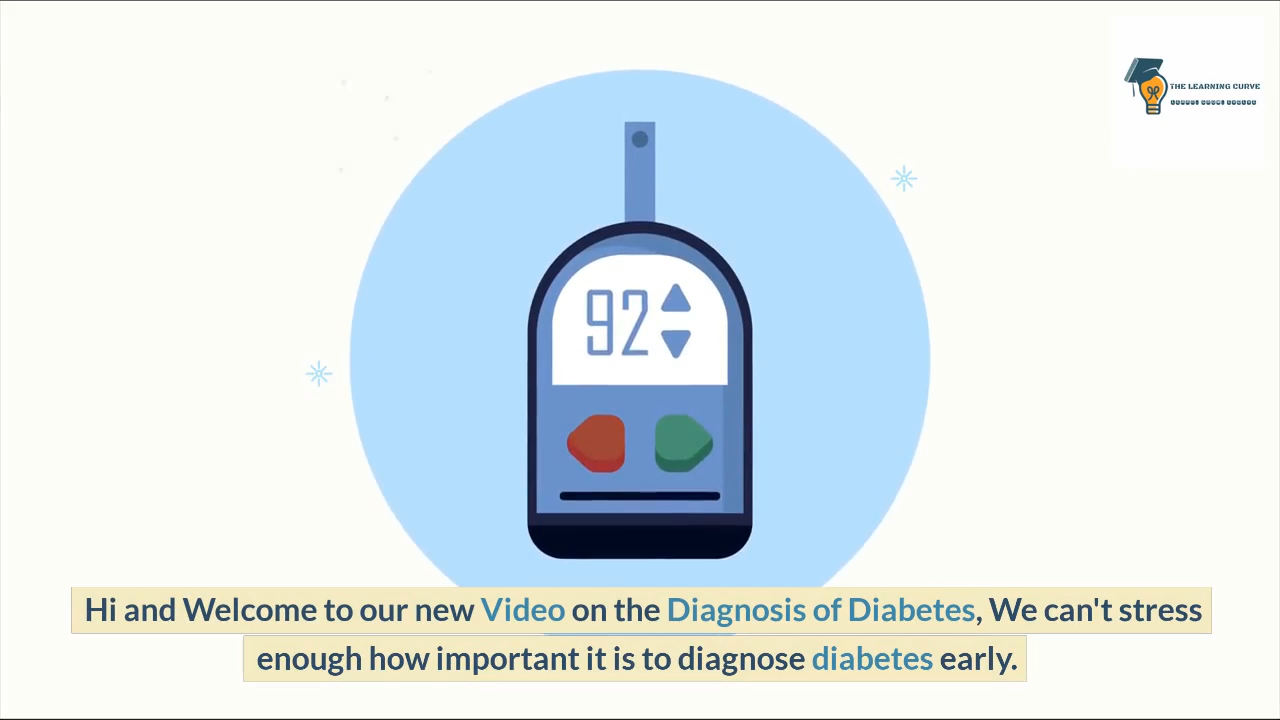 THE LEARNING CURVE
92
Hi and Welcome to our new Video on the Diagnosis of Diabetes, We can't stress
enough how important it is to diagnose diabetes early.